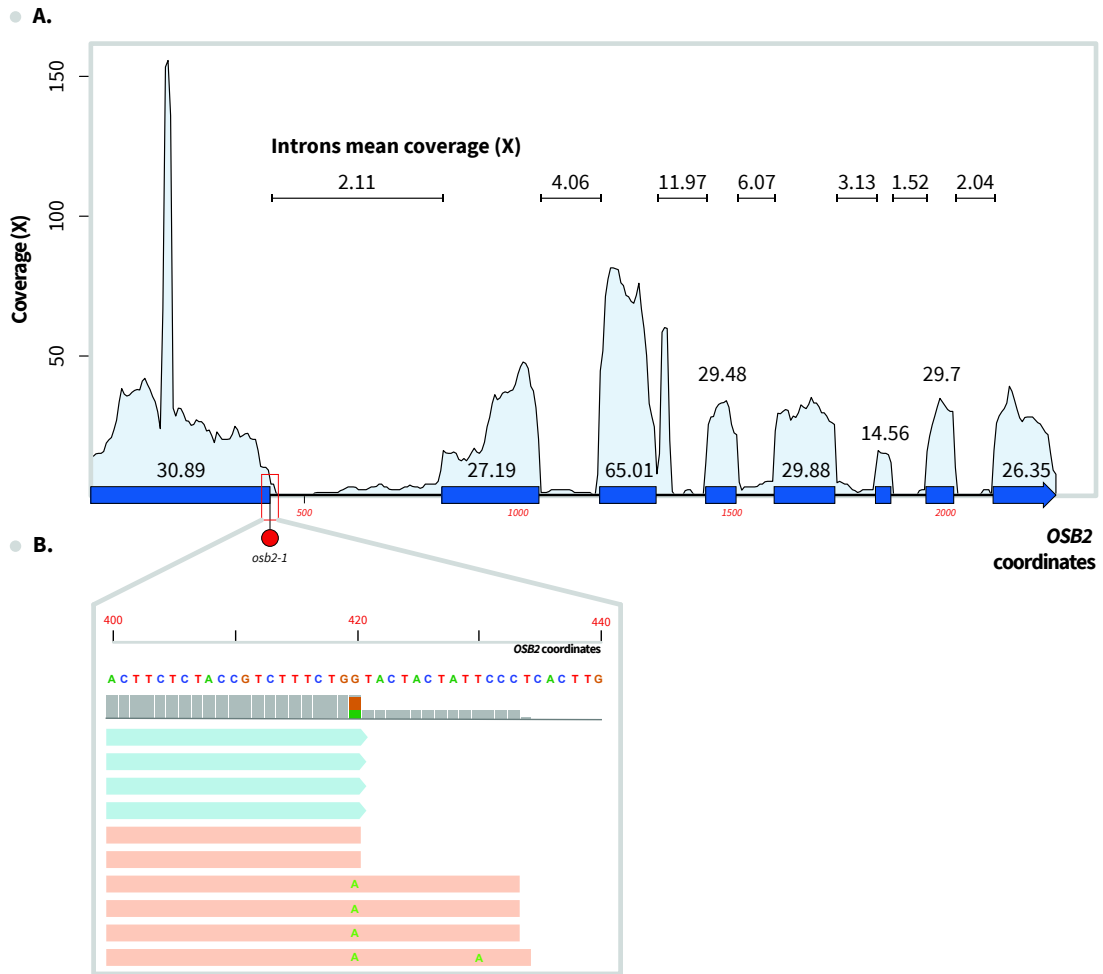 A.
150
100
50
Coverage (X)
Introns mean coverage (X)
2.11 4.06 11.97 6.07 3.13 1.52 2.04
29.48 29.7
14.56
30.89 27.19 65.01 29.88 26.35
500 1000 1500 2000
osb2-1
OSB2
coordinates
B.
400 420 440
OSB2 coordinates
A C T T C T C T A C C G T C T T T C T G G T A C T A C T A T T C C C T C A C T T G
A
A
A
A A